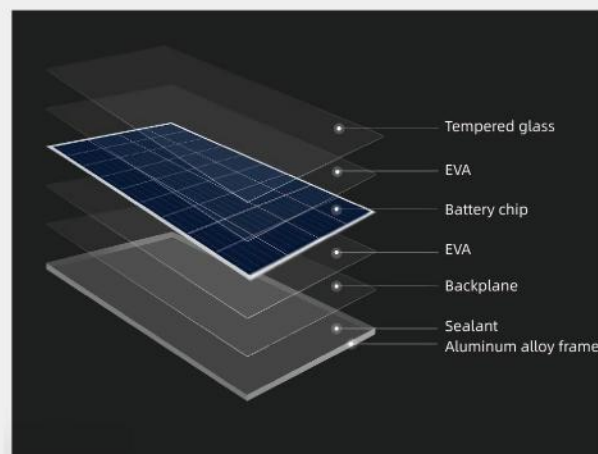 Tempered glass
EVA
Battery chip
EVA
Backplane
Sealant
Aluminum alloy frame